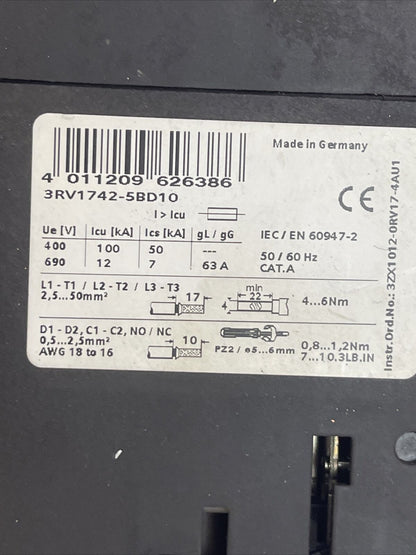 Made in Germany
4 011209 626386
3RV1742-5BD10
I > Icu
Ue [V] Icu [kA] Ics [kA] gL / gG IEC / EN 60947-2
400 100 50 --- 50 / 60 Hz
690 12 7 63 A CAT.A
L1 - T1 / L2 - T2 / L3 - T3
2,5...50mm² 17 min 22 4 4...6Nm
D1 - D2, C1 - C2, NO / NC
0,5...2,5mm² 10 0,8...1,2Nm
AWG 18 to 16 PZ2 / ø5...6mm 7...10.3LB.IN
Instr.Ord.No.: 3ZX1012-0RV17-4AU1
CE